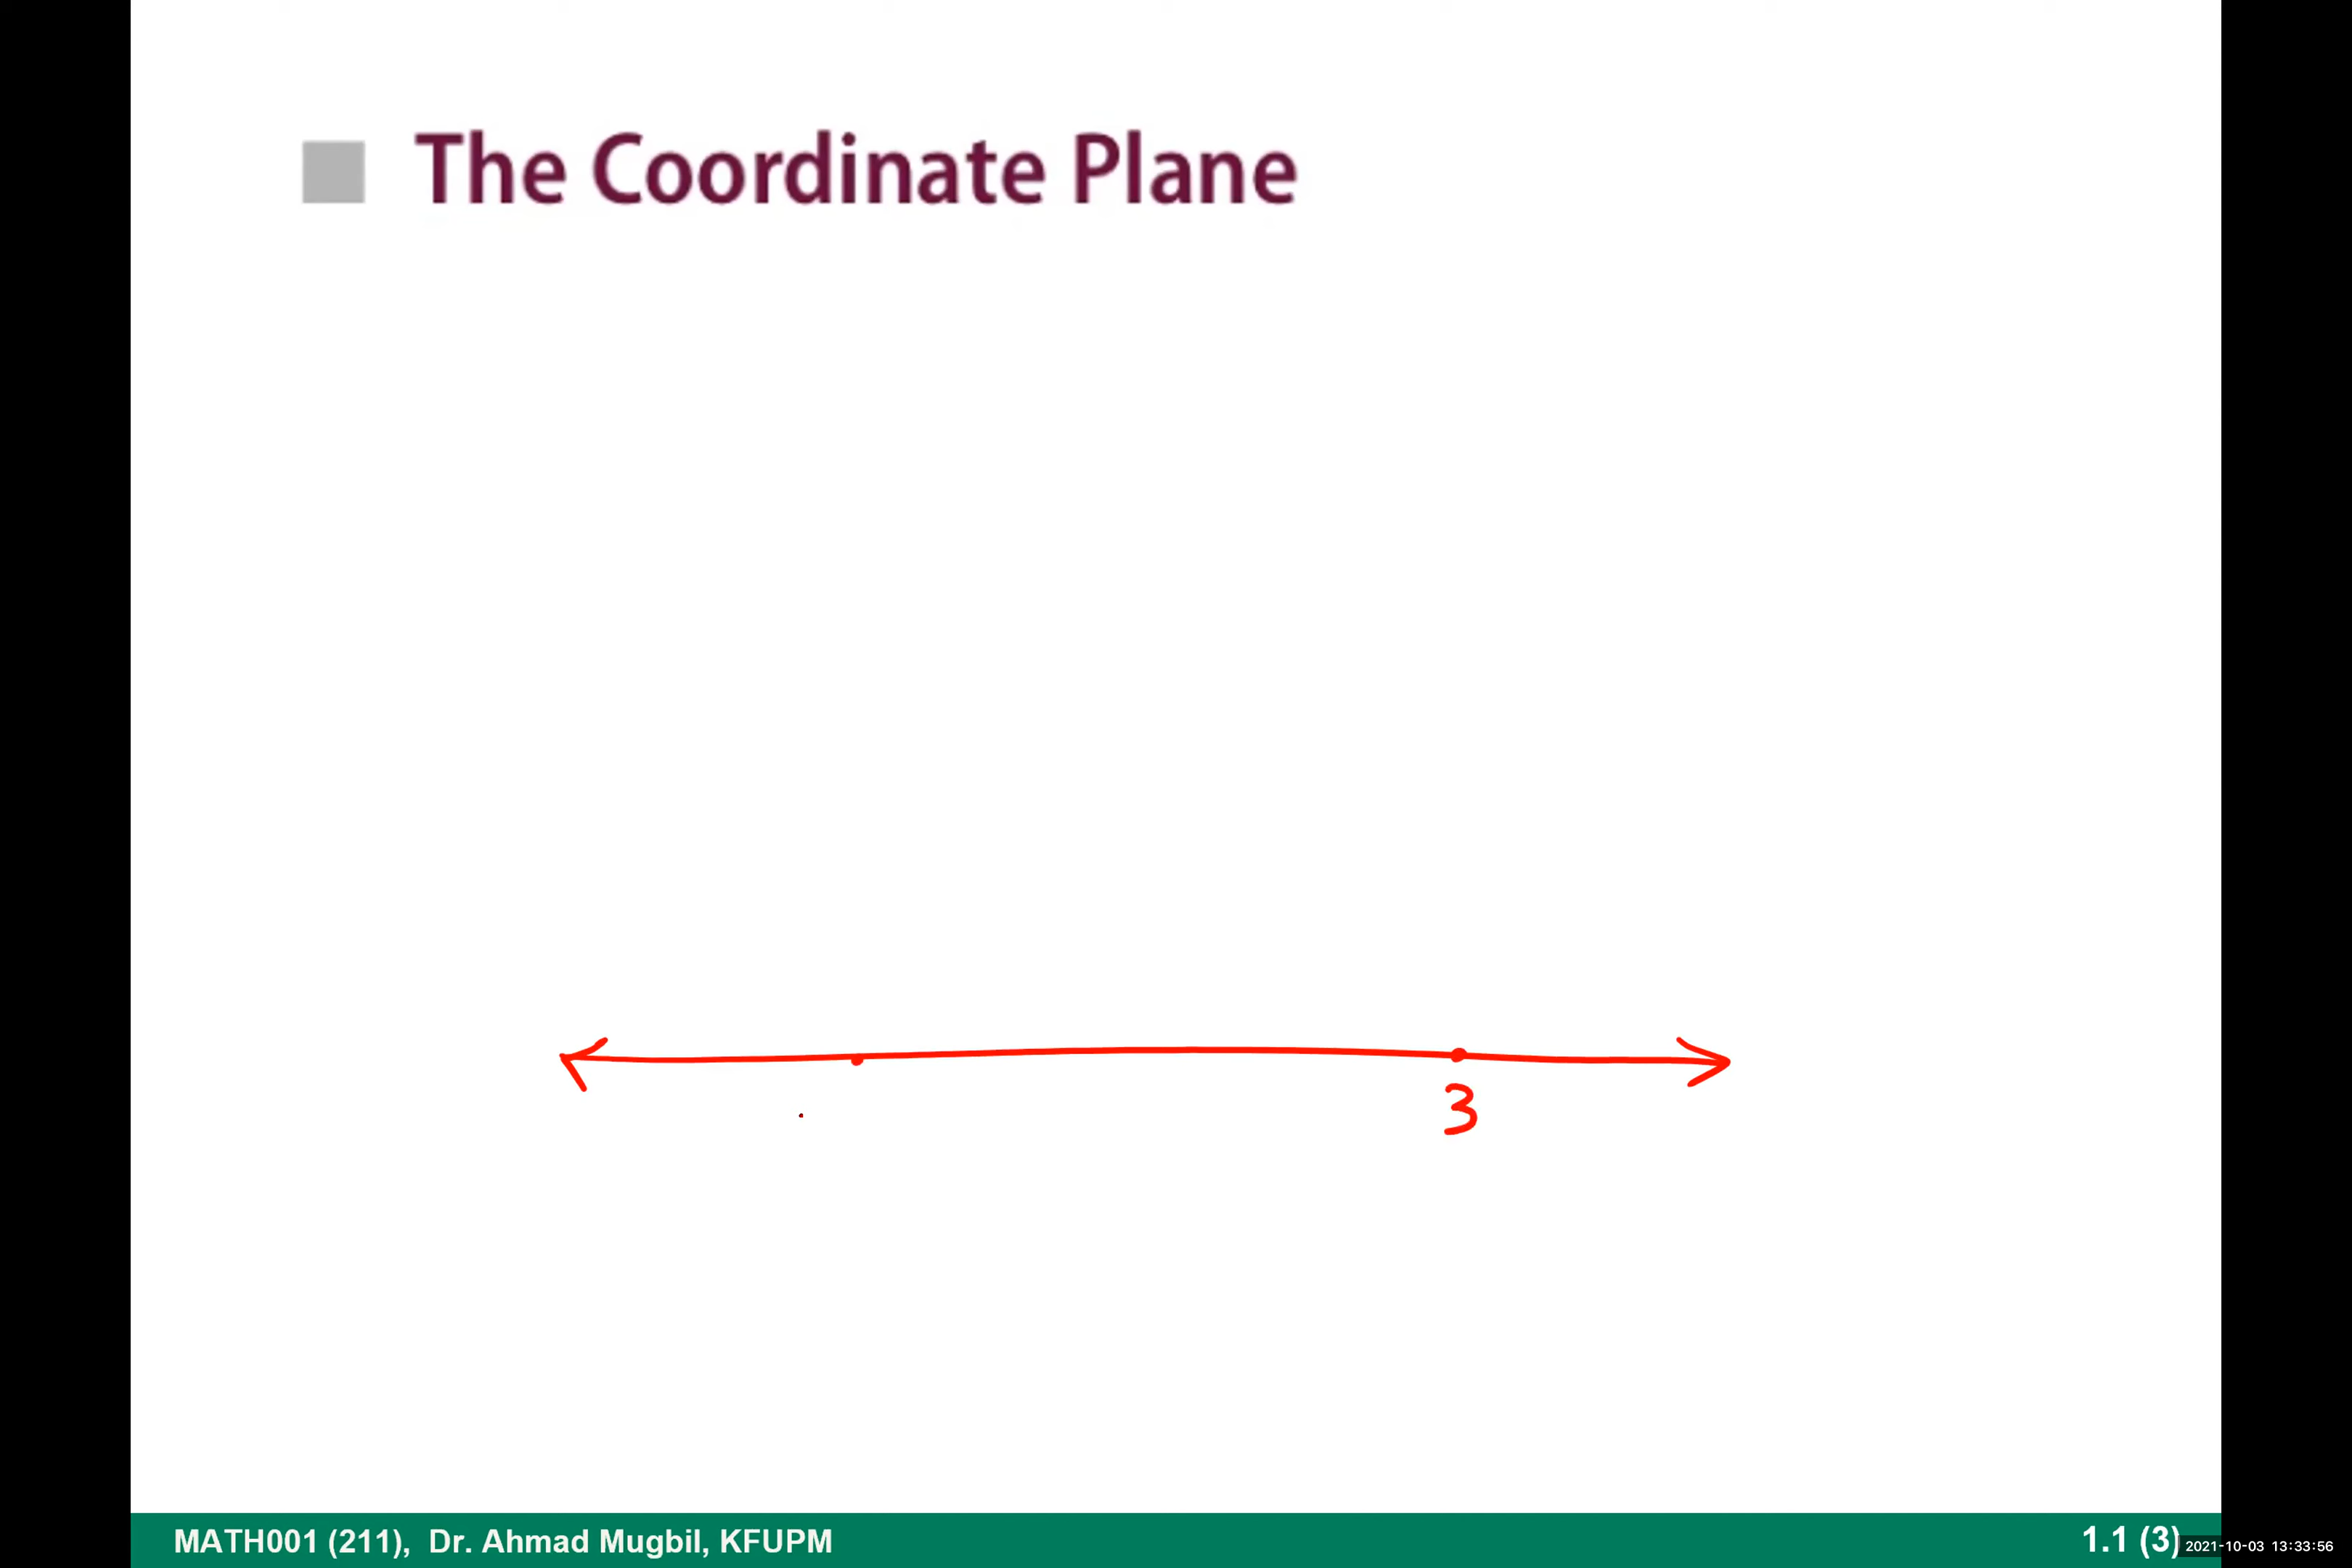 The Coordinate Plane
3
MATH001 (211), Dr. Ahmad Mugbil, KFUPM
1.1 (3)
2021-10-03 13:33:56